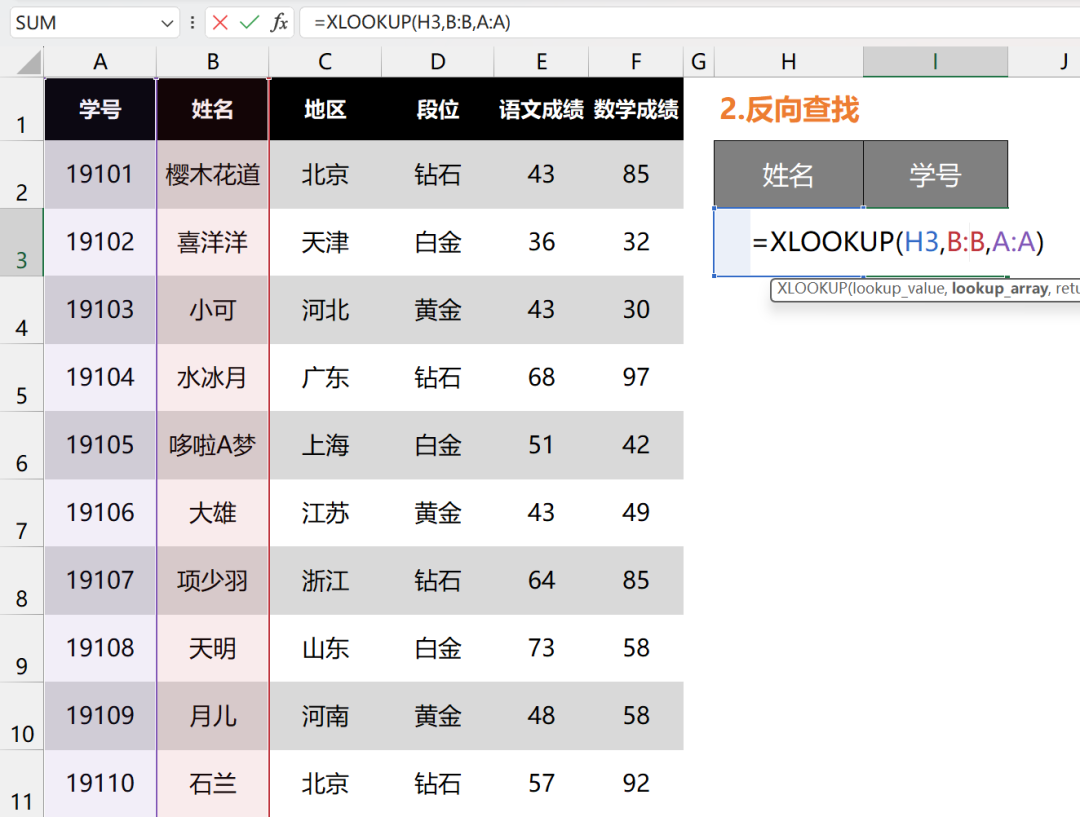 SUM =XLOOKUP(H3,B:B,A:A)
A B C D E F G H I J
1 学号 姓名 地区 段位 语文成绩 数学成绩 2.反向查找
2 19101 樱木花道 北京 钻石 43 85 姓名 学号
3 19102 喜洋洋 天津 白金 36 32 =XLOOKUP(H3,B:B,A:A)
XLOOKUP(lookup_value, lookup_array, retu
4 19103 小可 河北 黄金 43 30
5 19104 水冰月 广东 钻石 68 97
6 19105 哆啦A梦 上海 白金 51 42
7 19106 大雄 江苏 黄金 43 49
8 19107 项少羽 浙江 钻石 64 85
9 19108 天明 山东 白金 73 58
10 19109 月儿 河南 黄金 48 58
11 19110 石兰 北京 钻石 57 92